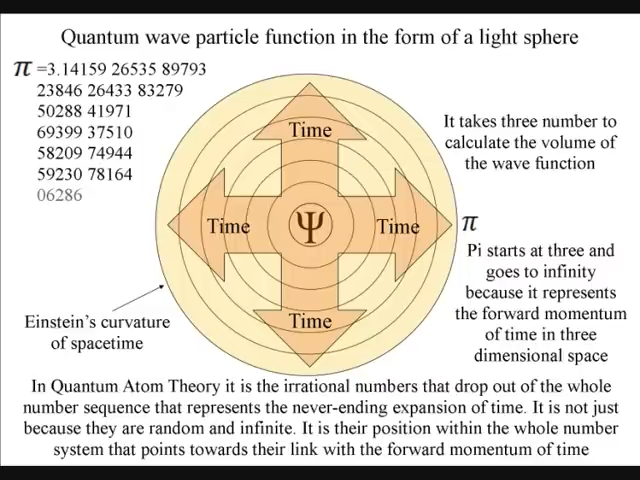 Quantum wave particle function in the form of a light sphere
π =3.14159 26535 89793
23846 26433 83279
50288 41971
69399 37510
58209 74944
59230 78164
06286
It takes three number to
calculate the volume of
the wave function
Time
Time
Ψ
Time
π
Time
Pi starts at three and
goes to infinity
because it represents
the forward momentum
of time in three
dimensional space
Einstein's curvature
of spacetime
In Quantum Atom Theory it is the irrational numbers that drop out of the whole
number sequence that represents the never-ending expansion of time. It is not just
because they are random and infinite. It is their position within the whole number
system that points towards their link with the forward momentum of time